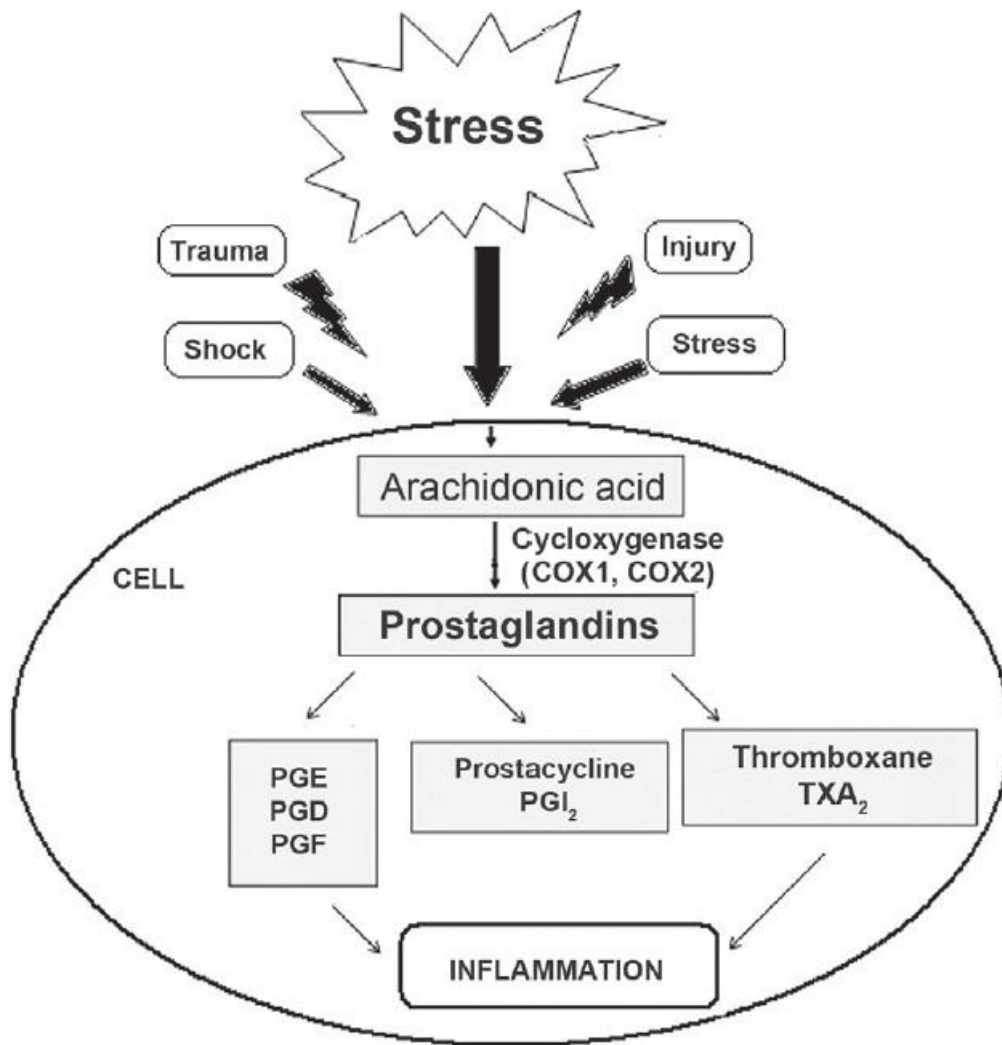 Stress
Trauma
Injury
Shock
Stress
Arachidonic acid
Cycloxygenase
(COX1, COX2)
CELL
Prostaglandins
PGE
PGD
PGF
Prostacycline
PGI₂
Thromboxane
TXA₂
INFLAMMATION